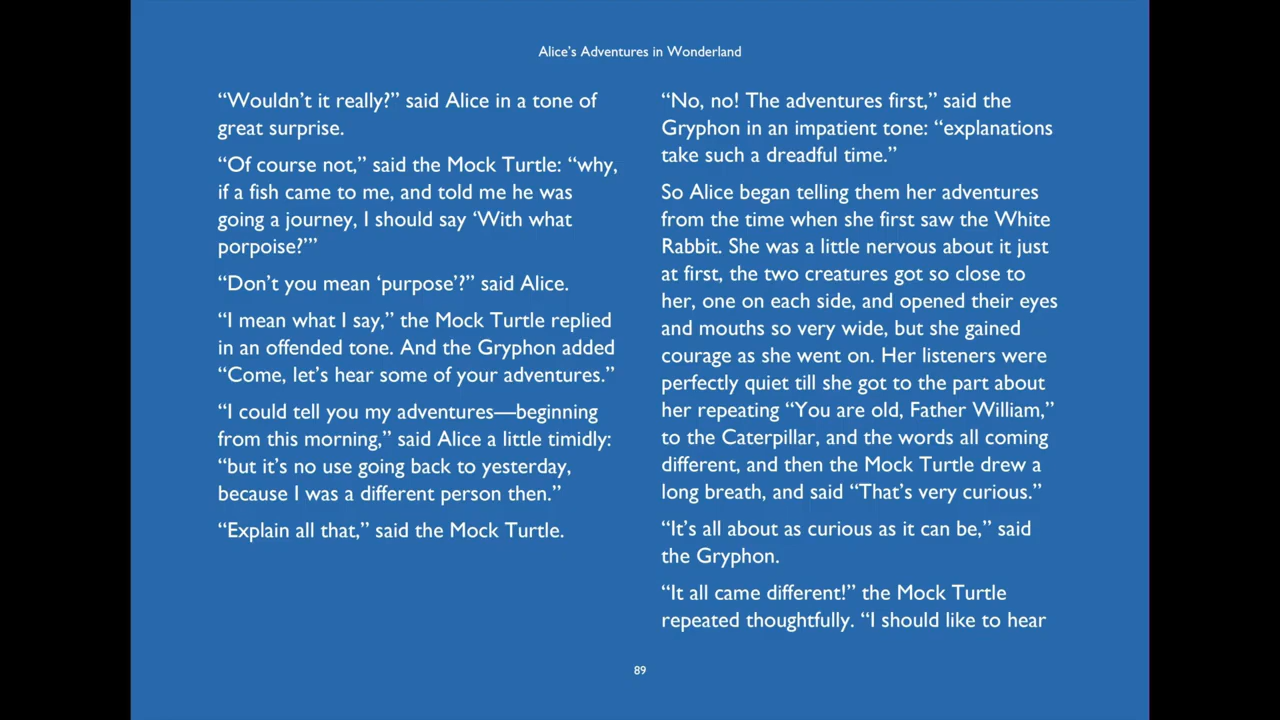 Alice’s Adventures in Wonderland
“Wouldn’t it really?” said Alice in a tone of
great surprise.
“Of course not,” said the Mock Turtle: “why,
if a fish came to me, and told me he was
going a journey, I should say ‘With what
porpoise?’”
“Don’t you mean ‘purpose’?” said Alice.
“I mean what I say,” the Mock Turtle replied
in an offended tone. And the Gryphon added
“Come, let’s hear some of your adventures.”
“I could tell you my adventures—beginning
from this morning,” said Alice a little timidly:
“but it’s no use going back to yesterday,
because I was a different person then.”
“Explain all that,” said the Mock Turtle.
“No, no! The adventures first,” said the
Gryphon in an impatient tone: “explanations
take such a dreadful time.”
So Alice began telling them her adventures
from the time when she first saw the White
Rabbit. She was a little nervous about it just
at first, the two creatures got so close to
her, one on each side, and opened their eyes
and mouths so very wide, but she gained
courage as she went on. Her listeners were
perfectly quiet till she got to the part about
her repeating “You are old, Father William,”
to the Caterpillar, and the words all coming
different, and then the Mock Turtle drew a
long breath, and said “That’s very curious.”
“It’s all about as curious as it can be,” said
the Gryphon.
“It all came different!” the Mock Turtle
repeated thoughtfully. “I should like to hear
89